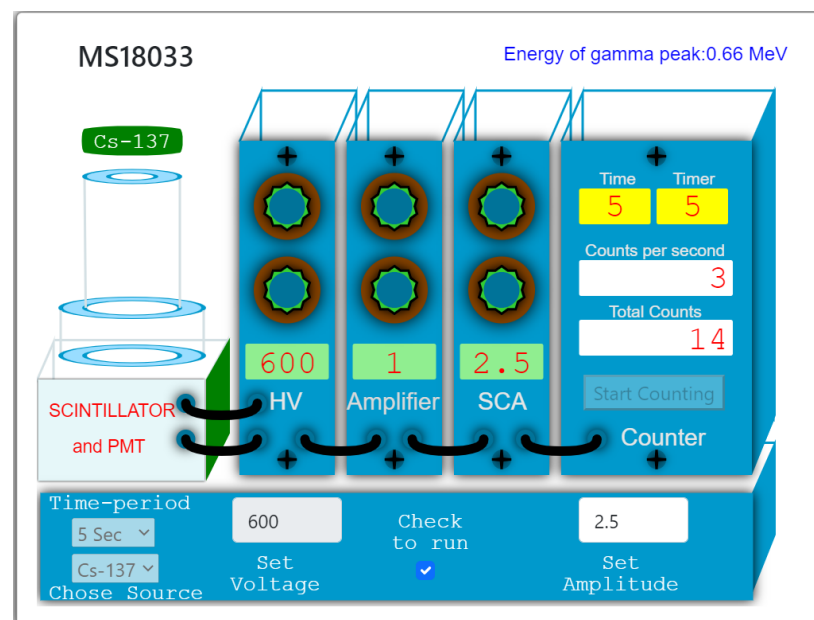 MS18033
Energy of gamma peak:0.66 MeV
Cs-137
Time Timer
5 5
Counts per second
3
Total Counts
14
600 1 2.5
Start Counting
HV Amplifier SCA
SCINTILLATOR
and PMT
Counter
Time-period
5 Sec
Cs-137
Chose Source
600
Set
Voltage
Check
to run
2.5
Set
Amplitude